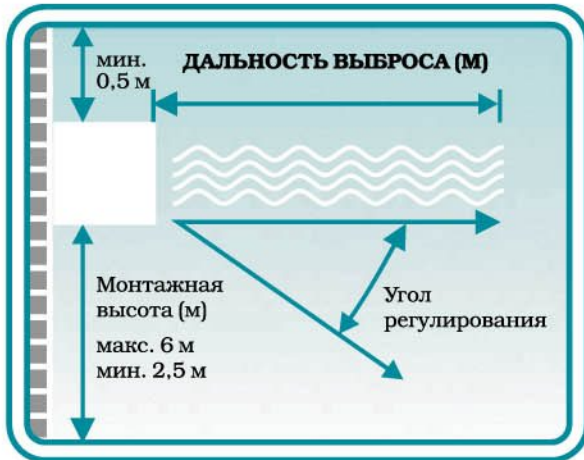 мин.
0,5 м
ДАЛЬНОСТЬ ВЫБРОСА (М)
Монтажная
высота (м)
макс. 6 м
мин. 2,5 м
Угол
регулирования